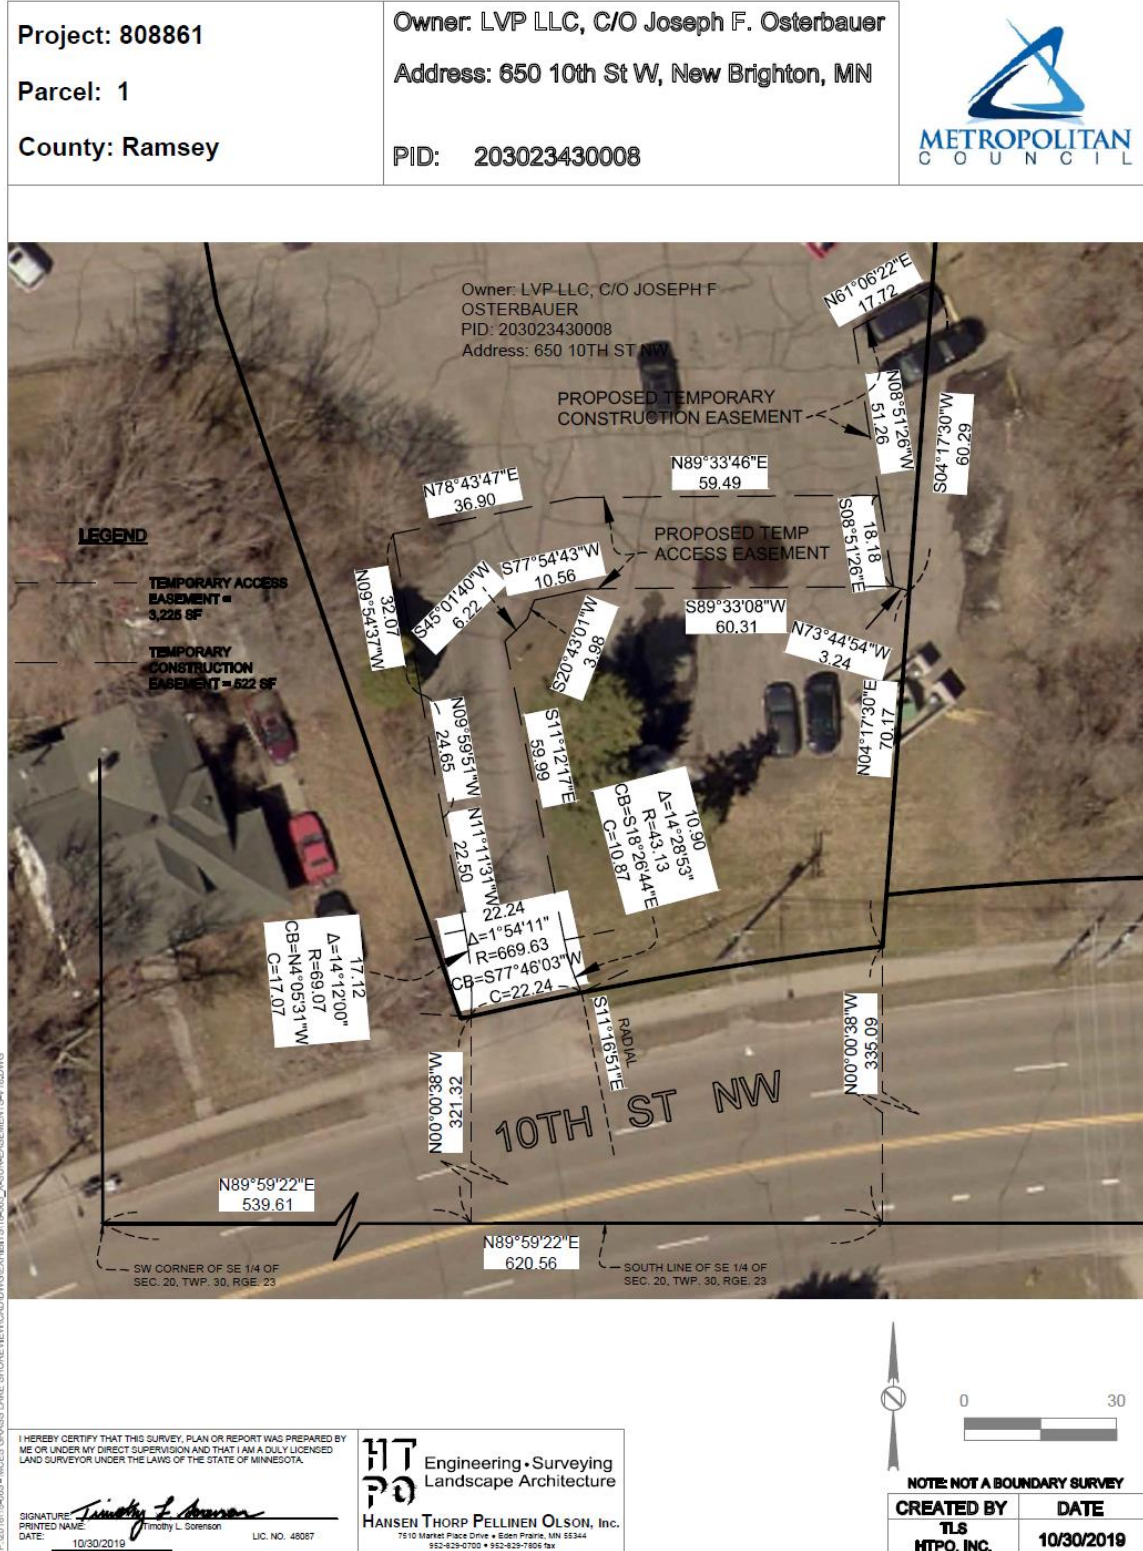 Project: 808861
Parcel: 1
County: Ramsey
Owner: LVP LLC, C/O Joseph F. Osterbauer
Address: 650 10th St W, New Brighton, MN
PID: 203023430008
METROPOLITAN
COUNCIL
Owner: LVP LLC, C/O JOSEPH F
OSTERBAUER
PID: 203023430008
Address: 650 10TH ST NW
N61°06'22"E
17.72
PROPOSED TEMPORARY
CONSTRUCTION EASEMENT
N08°51'26"W
51.26
S04°17'30"W
60.29
N78°43'47"E
36.90
N89°33'46"E
59.49
PROPOSED TEMP
ACCESS EASEMENT
18.18
S08°51'26"E
LEGEND
TEMPORARY ACCESS
EASEMENT =
3,225 SF
TEMPORARY
CONSTRUCTION
EASEMENT = 522 SF
32.07
N09°54'37"W
S45°01'40"W
6.22
S77°54'43"W
10.56
S20°43'01"W
3.98
S89°33'08"W
60.31
N73°44'54"W
3.24
N04°17'30"E
70.17
N09°59'51"W
24.65
S11°12'17"E
59.99
N11°11'31"W
22.50
10.90
Δ=14°28'53"
R=43.13
CB=S18°26'44"E
C=10.87
22.24
Δ=1°54'11"
R=669.63
CB=S77°46'03"W
C=22.24
17.12
Δ=14°12'00"
R=69.07
CB=N4°05'31"W
C=17.07
RADIAL
S11°16'51"E
N00°00'38"W
321.32
N00°00'38"W
335.09
10TH ST NW
N89°59'22"E
539.61
N89°59'22"E
620.56
SW CORNER OF SE 1/4 OF
SEC. 20, TWP. 30, RGE. 23
SOUTH LINE OF SE 1/4 OF
SEC. 20, TWP. 30, RGE. 23
N
0 30
NOTE: NOT A BOUNDARY SURVEY
CREATED BY DATE
TLS
HTPO, INC. 10/30/2019
I HEREBY CERTIFY THAT THIS SURVEY, PLAN OR REPORT WAS PREPARED BY
ME OR UNDER MY DIRECT SUPERVISION AND THAT I AM A DULY LICENSED
LAND SURVEYOR UNDER THE LAWS OF THE STATE OF MINNESOTA.
SIGNATURE: Timothy L. Sorenson
PRINTED NAME: Timothy L. Sorenson
DATE: 10/30/2019 LIC. NO. 48087
HTPO
Engineering • Surveying
Landscape Architecture
HANSEN THORP PELLINEN OLSON, Inc.
7510 Market Place Drive • Eden Prairie, MN 55344
952-829-0700 • 952-829-7806 fax